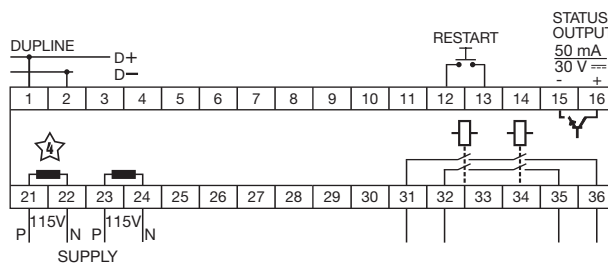 STATUS
OUTPUT
DUPLINE
RESTART
50 mA
D+
30 V ⎓
D−
- +
1 2 3 4 5 6 7 8 9 10 11 12 13 14 15 16
4
21 22 23 24 25 26 27 28 29 30 31 32 33 34 35 36
P 115V N P 115V N
SUPPLY